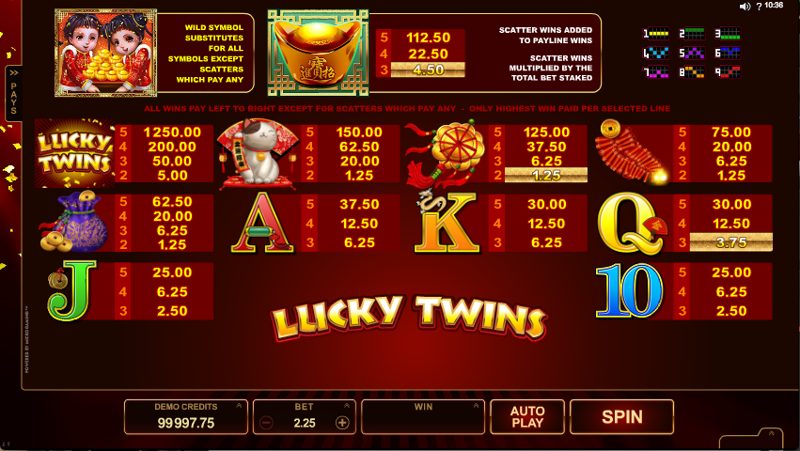 10:36
PAYS
WILD SYMBOL
SUBSTITUTES
FOR ALL
SYMBOLS EXCEPT
SCATTERS
WHICH PAY ANY
5 112.50
4 22.50
3 4.50
SCATTER WINS ADDED
TO PAYLINE WINS
SCATTER WINS
MULTIPLIED BY THE
TOTAL BET STAKED
1 2 3
4 5 6
7 8 9
ALL WINS PAY LEFT TO RIGHT EXCEPT FOR SCATTERS WHICH PAY ANY - ONLY HIGHEST WIN PAID PER SELECTED LINE
LUCKY
TWINS
5 1250.00
4 200.00
3 50.00
2 5.00
5 150.00
4 62.50
3 20.00
2 1.25
5 125.00
4 37.50
3 6.25
2 1.25
5 75.00
4 20.00
3 6.25
2 1.25
5 62.50
4 20.00
3 6.25
2 1.25
A
5 37.50
4 12.50
3 6.25
K
5 30.00
4 12.50
3 6.25
Q
5 30.00
4 12.50
3 3.75
J
5 25.00
4 6.25
3 2.50
LUCKY TWINS
10
5 25.00
4 6.25
3 2.50
DEMO CREDITS
99997.75
BET
2.25
WIN
AUTO
PLAY
SPIN